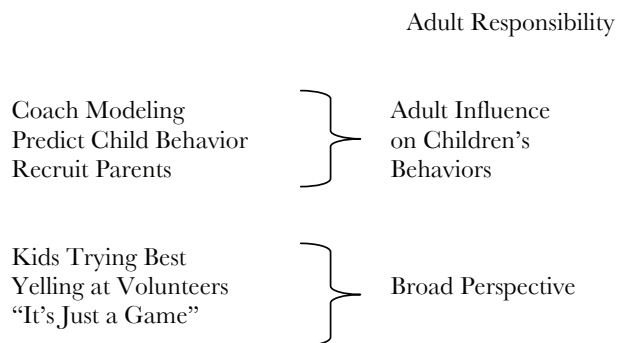 Adult Responsibility
Coach Modeling
Predict Child Behavior
Recruit Parents
Adult Influence
on Children's
Behaviors
Kids Trying Best
Yelling at Volunteers
“It’s Just a Game”
Broad Perspective